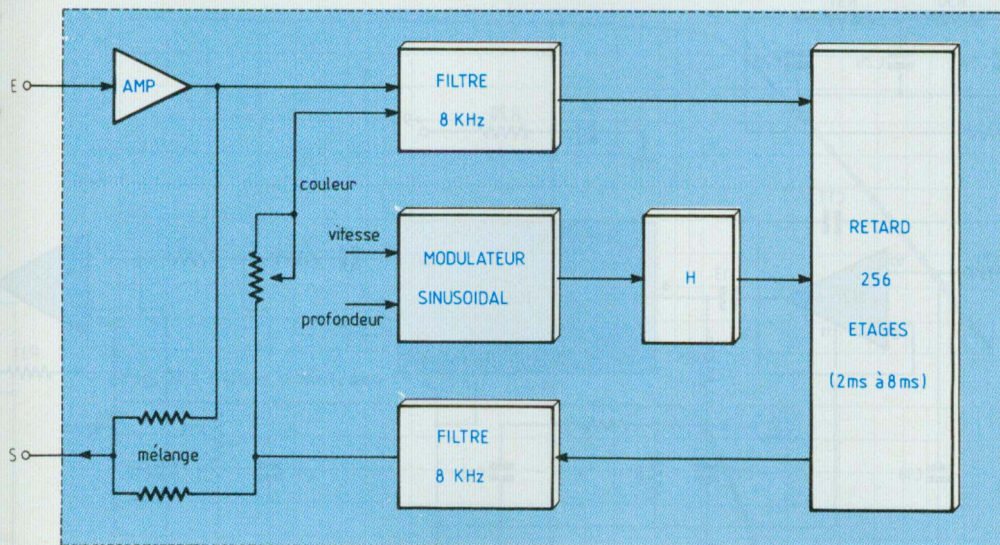 E
AMP
FILTRE
8 KHz
couleur
vitesse
profondeur
MODULATEUR
SINUSOIDAL
H
RETARD
256
ETAGES
(2ms à 8ms)
S
mélange
FILTRE
8 KHz